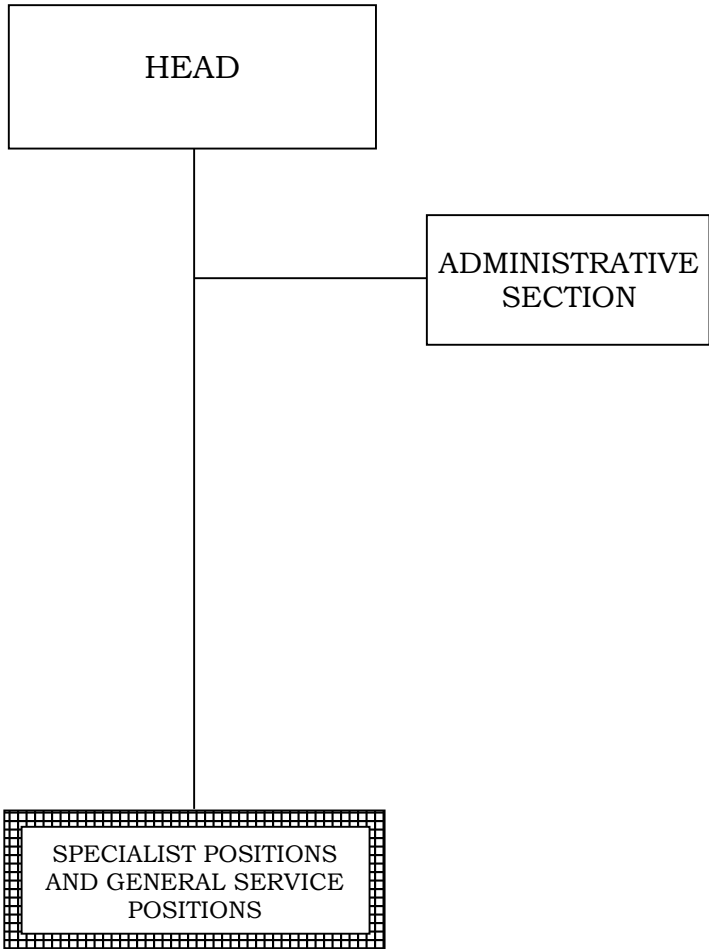 HEAD
ADMINISTRATIVE
SECTION
SPECIALIST POSITIONS
AND GENERAL SERVICE
POSITIONS